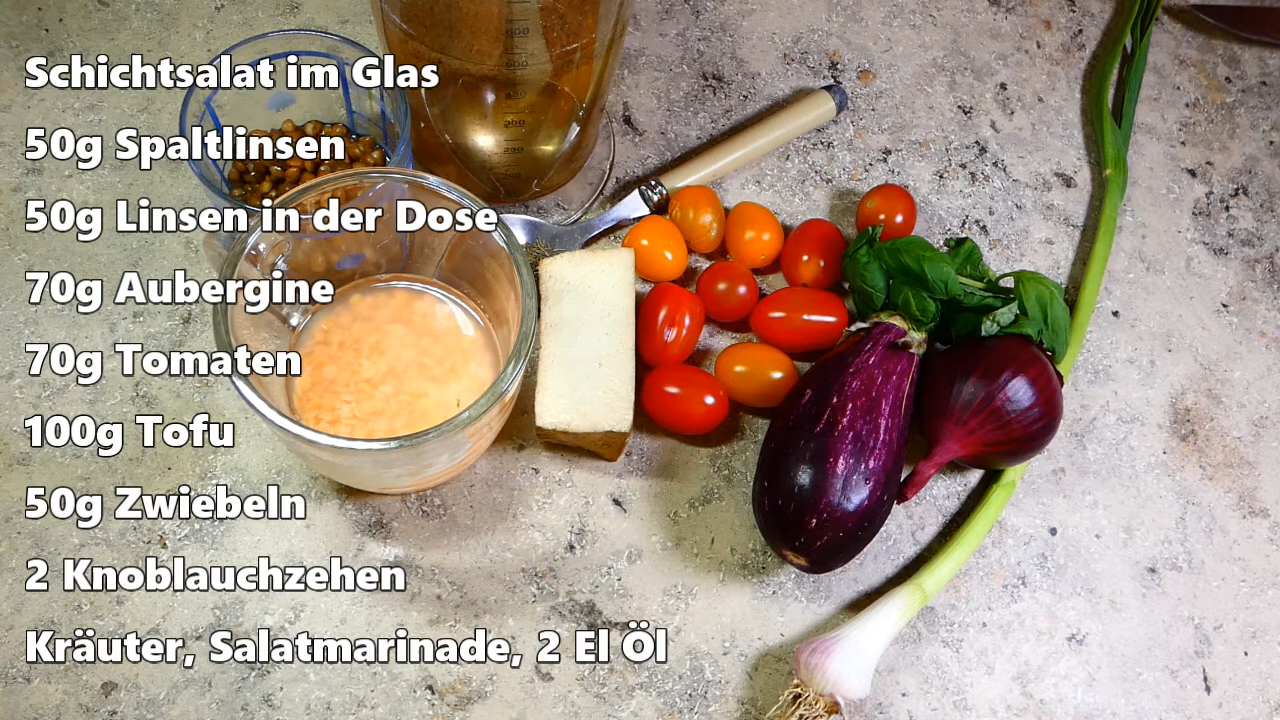 Schichtsalat im Glas
50g Spaltlinsen
50g Linsen in der Dose
70g Aubergine
70g Tomaten
100g Tofu
50g Zwiebeln
2 Knoblauchzehen
Kräuter, Salatmarinade, 2 El Öl